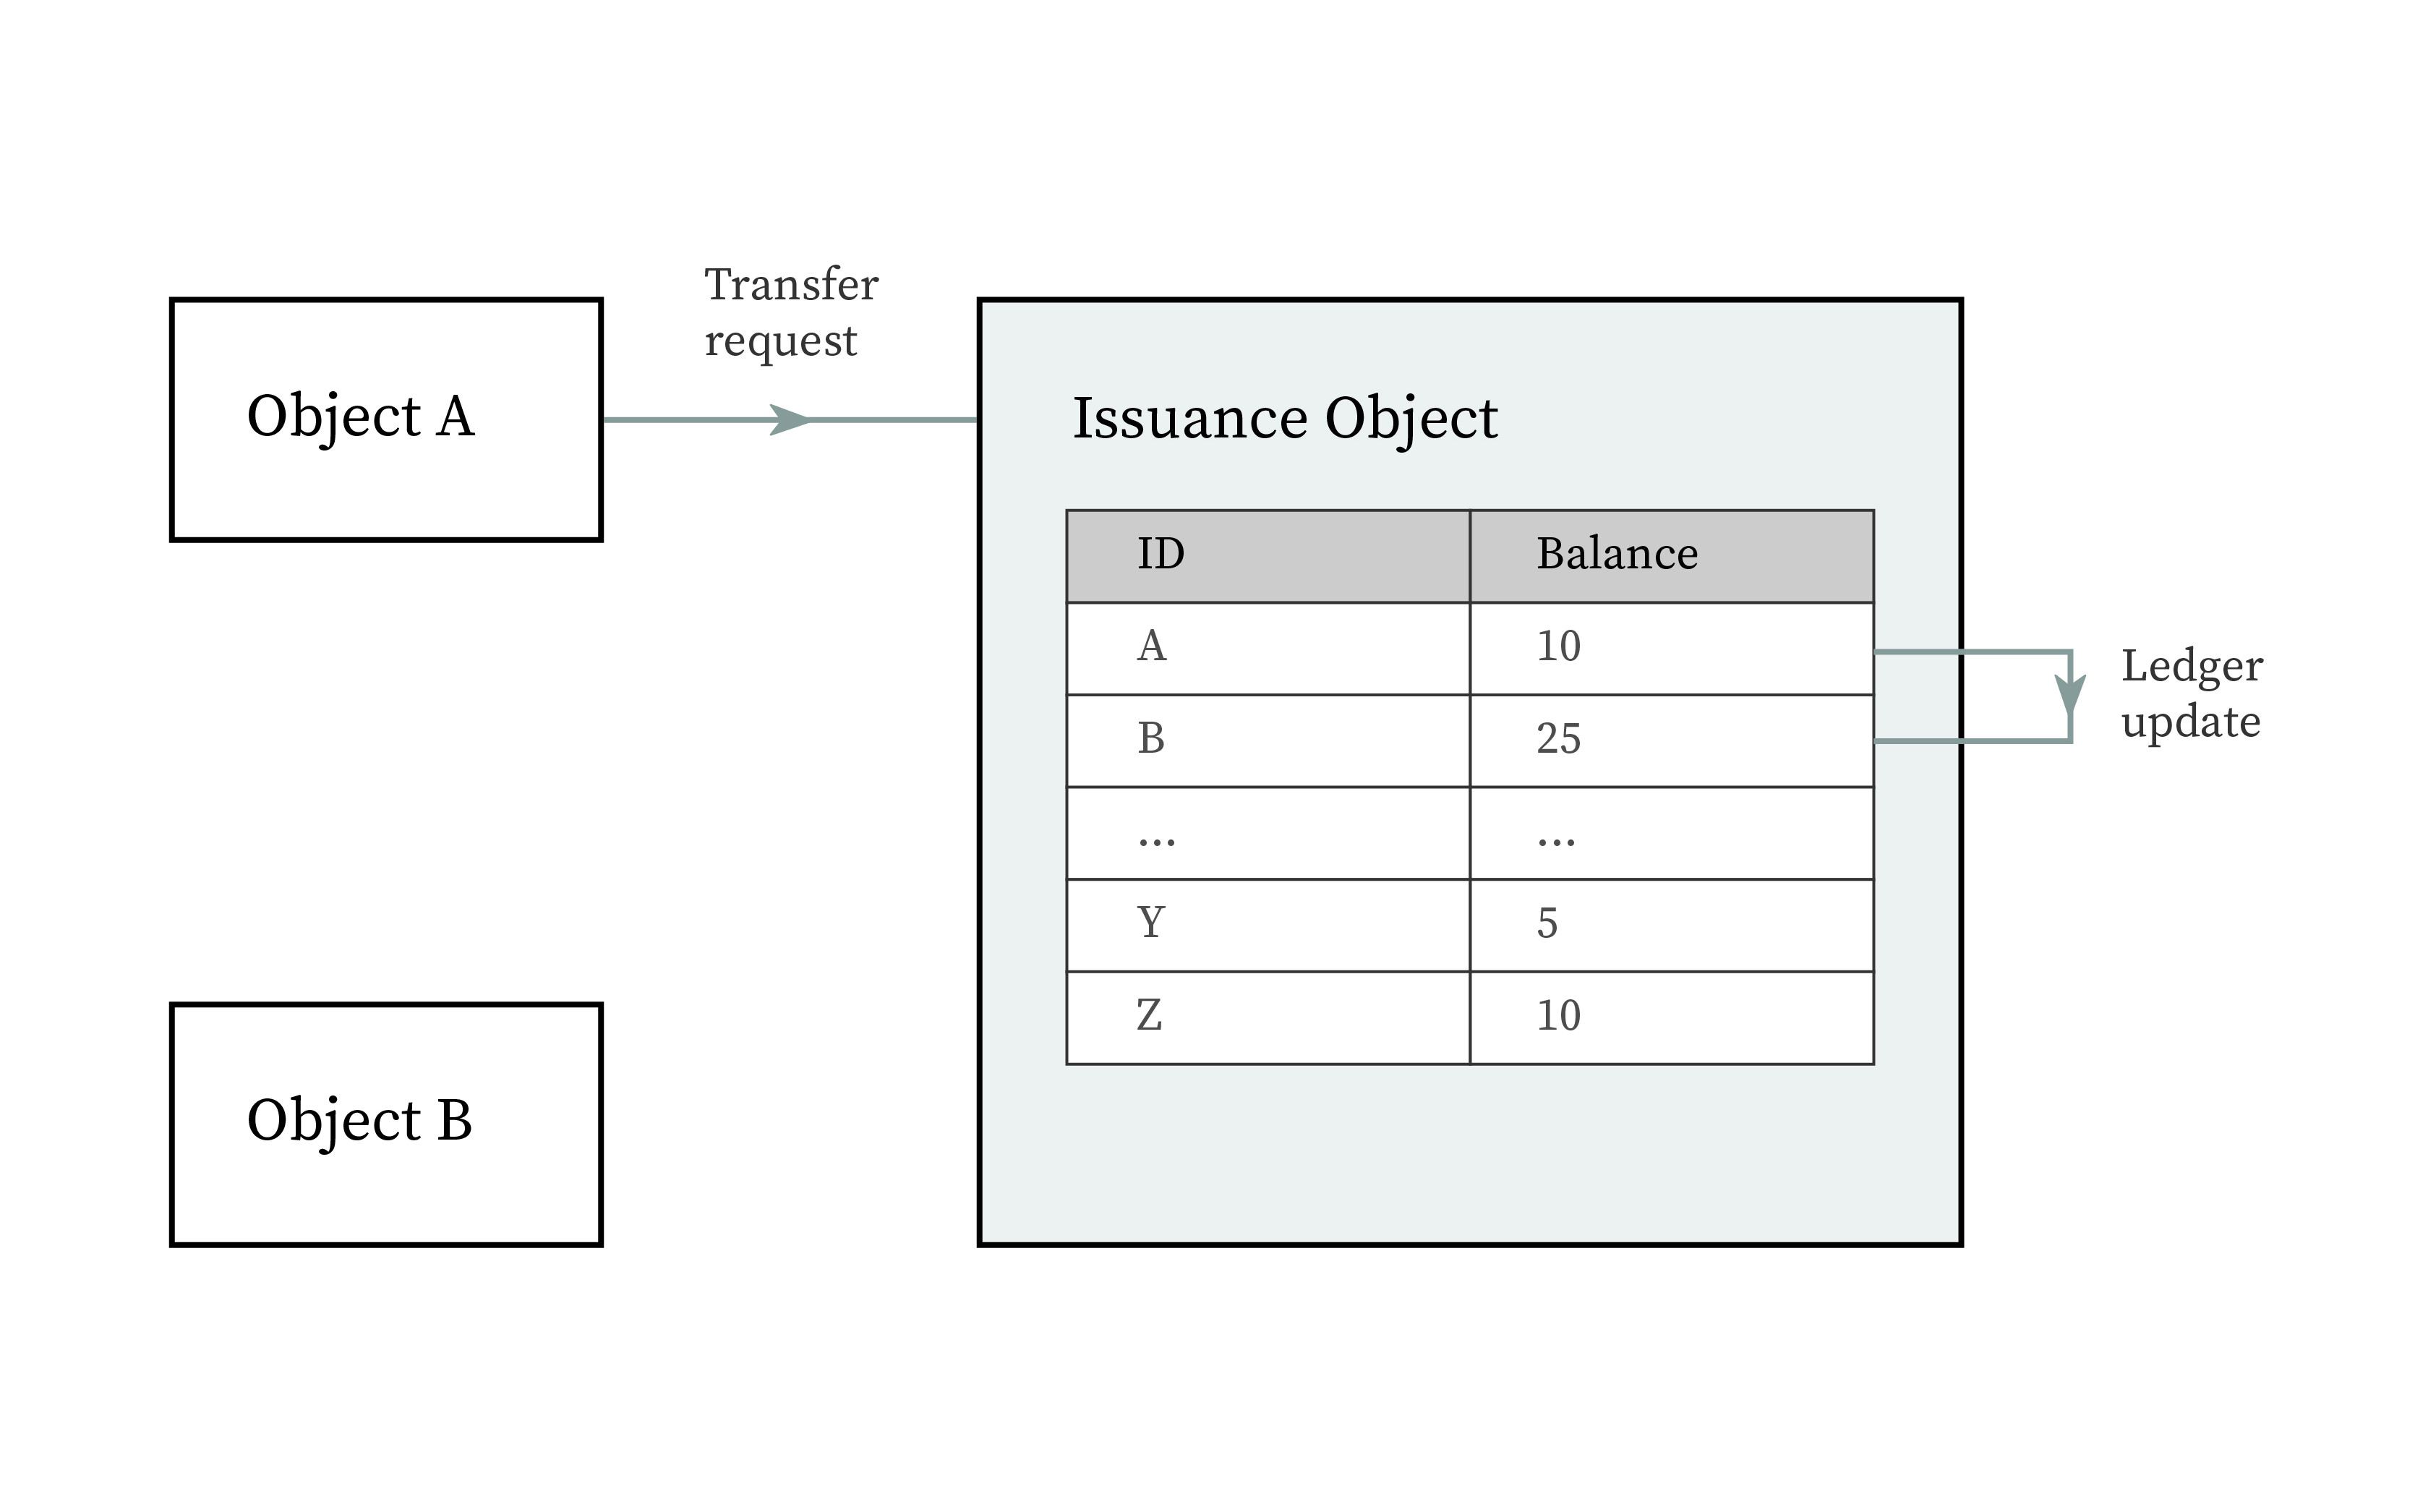 Transfer
request
Object A
Issuance Object
ID Balance
A 10
B 25
... ...
Y 5
Z 10
Ledger
update
Object B